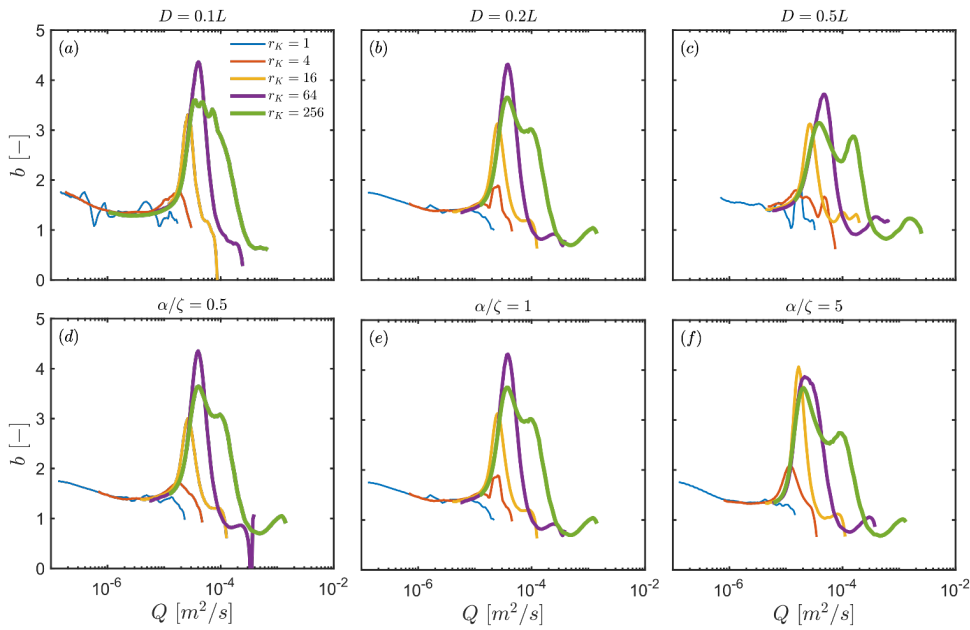 D = 0.1L
D = 0.2L
D = 0.5L
5
4
3
2
1
0
b [−]
(a)
r_K = 1
r_K = 4
r_K = 16
r_K = 64
r_K = 256
(b)
(c)
α/ζ = 0.5
α/ζ = 1
α/ζ = 5
5
4
3
2
1
0
b [−]
(d)
(e)
(f)
10^-6 10^-4 10^-2
10^-6 10^-4 10^-2
10^-6 10^-4 10^-2
Q [m^2/s]
Q [m^2/s]
Q [m^2/s]